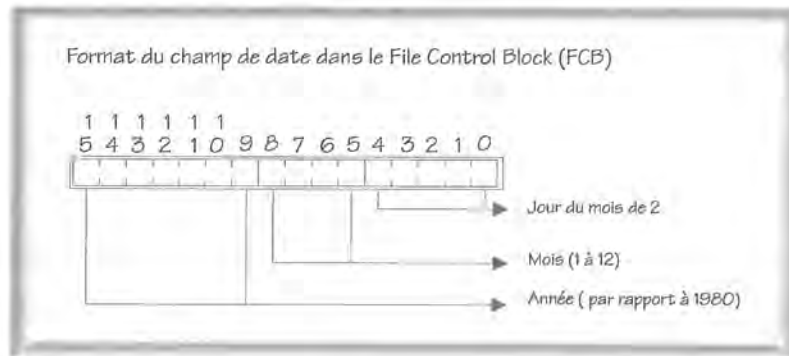 Format du champ de date dans le File Control Block (FCB)
1 1 1 1 1 1
5 4 3 2 1 0 9 8 7 6 5 4 3 2 1 0
Jour du mois de 2
Mois (1 à 12)
Année ( par rapport à 1980)